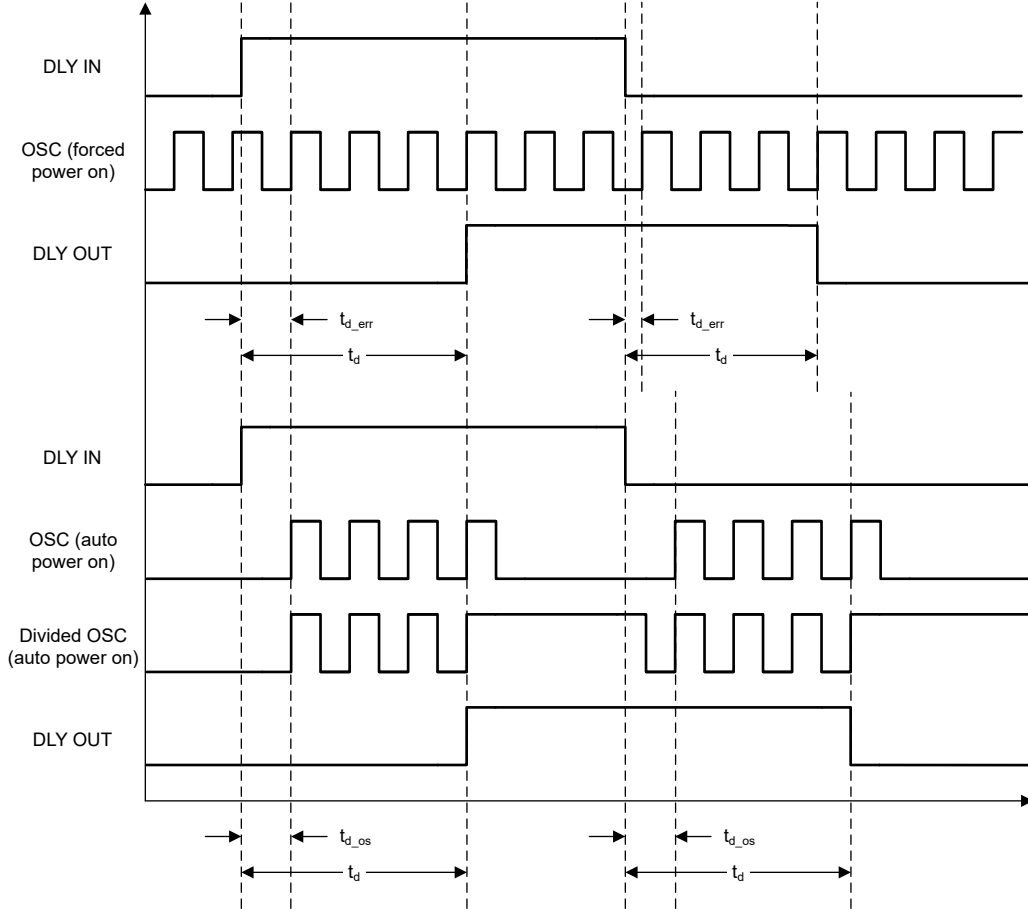 DLY IN
OSC (forced
power on)
DLY OUT
td_err
td_err
td
td
DLY IN
OSC (auto
power on)
Divided OSC
(auto power on)
DLY OUT
td_os
td_os
td
td